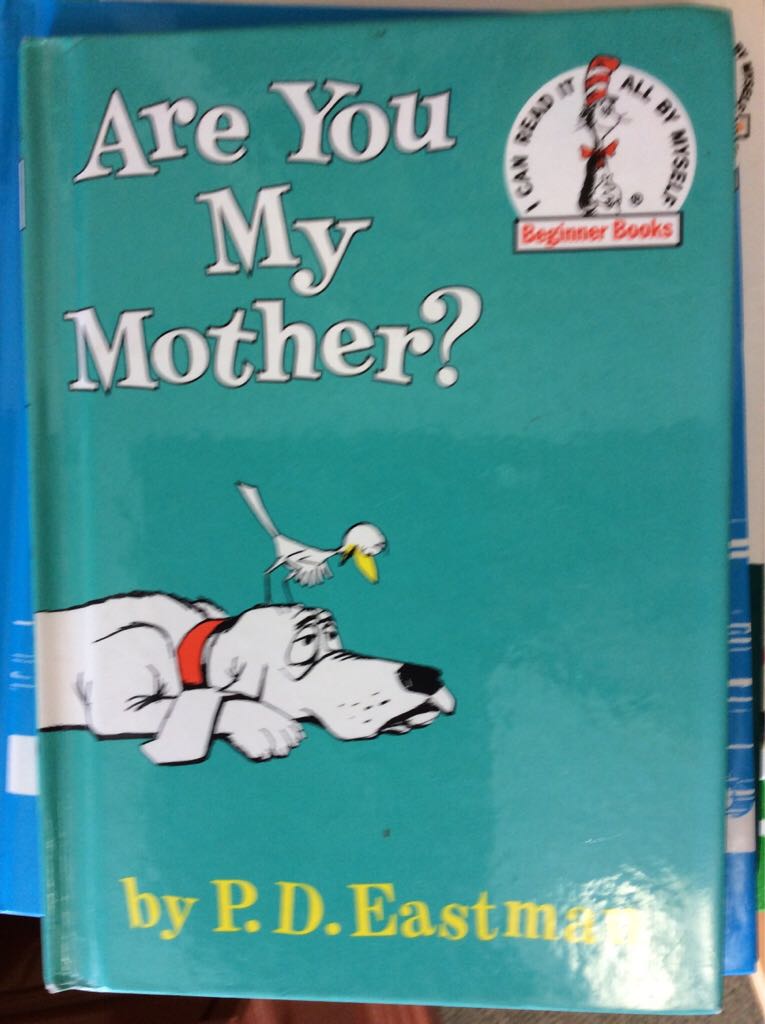 Are You
My
Mother?
I CAN READ IT ALL BY MYSELF
®
Beginner Books
by P. D. Eastman